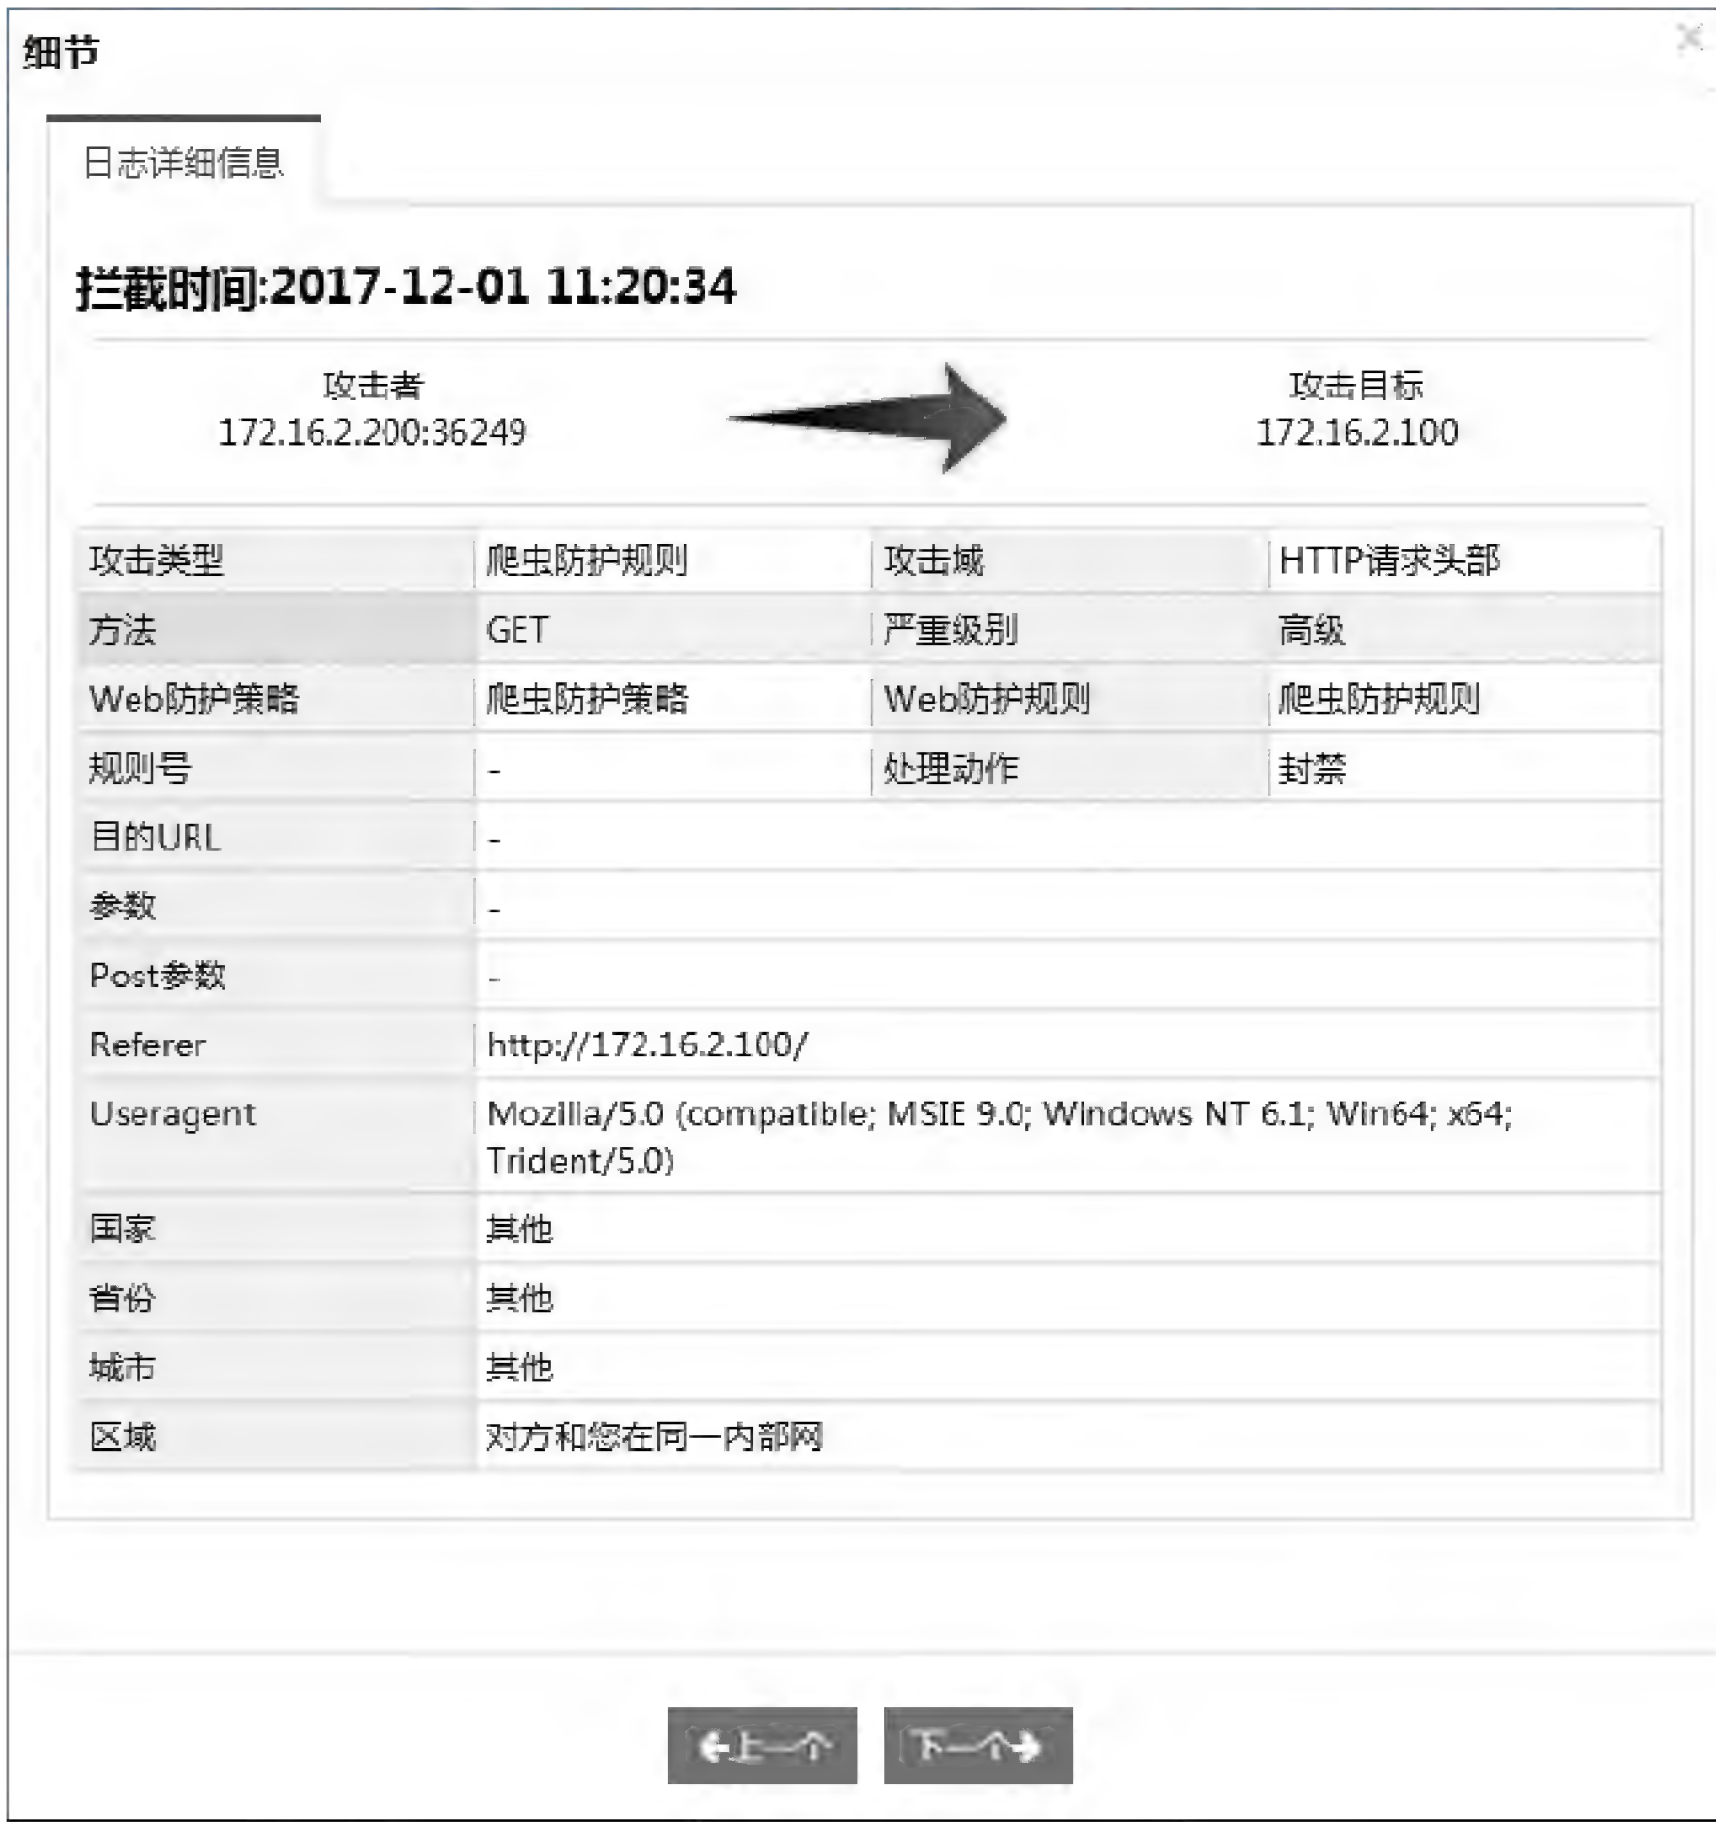 细节
日志详细信息
拦截时间:2017-12-01 11:20:34
攻击者
172.16.2.200:36249
攻击目标
172.16.2.100
攻击类型 爬虫防护规则 攻击域 HTTP请求头部
方法 GET 严重级别 高级
Web防护策略 爬虫防护策略 Web防护规则 爬虫防护规则
规则号 - 处理动作 封禁
目的URL -
参数 -
Post参数 -
Referer http://172.16.2.100/
Useragent Mozilla/5.0 (compatible; MSIE 9.0; Windows NT 6.1; Win64; x64;
Trident/5.0)
国家 其他
省份 其他
城市 其他
区域 对方和您在同一内部网
上一个 下一个